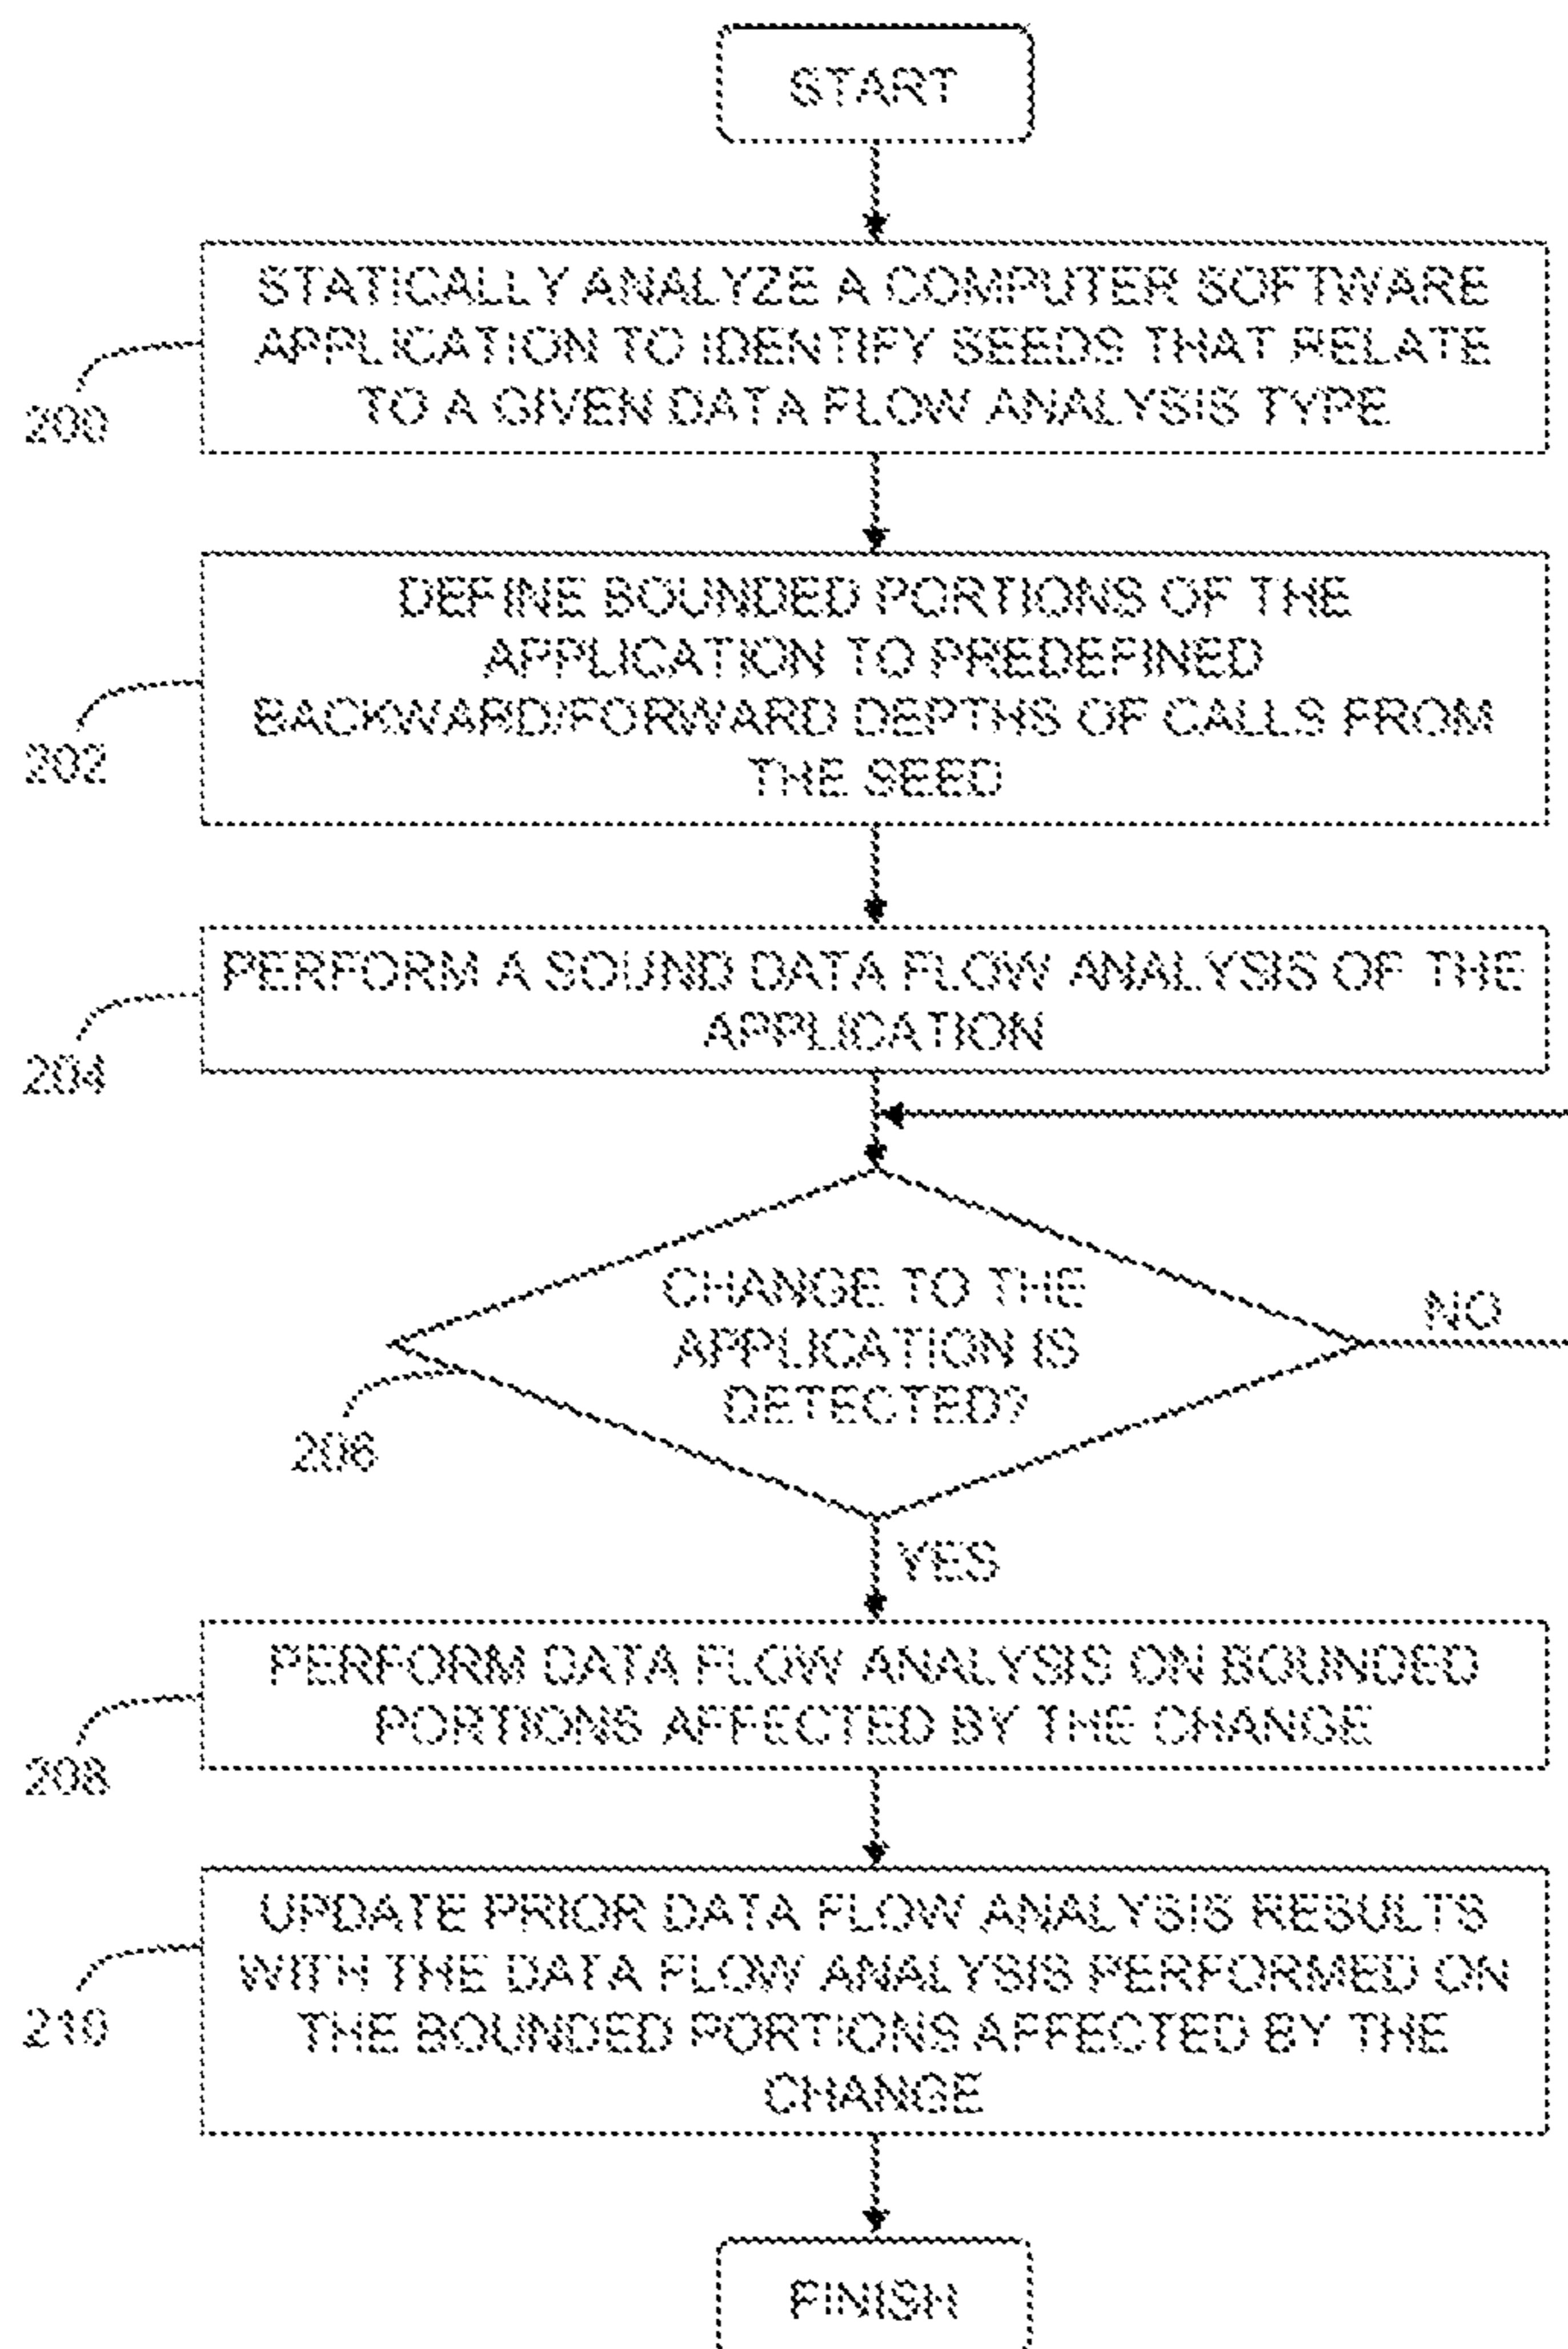 START
STATICALLY ANALYZE A COMPUTER SOFTWARE
APPLICATION TO IDENTIFY SEEDS THAT RELATE
TO A GIVEN DATA FLOW ANALYSIS TYPE
200
DEFINE BOUNDED PORTIONS OF THE
APPLICATION TO PREDEFINED
BACKWARD/FORWARD DEPTHS OF CALLS FROM
THE SEED
202
PERFORM A SOUND DATA FLOW ANALYSIS OF THE
APPLICATION
204
CHANGE TO THE
APPLICATION IS
DETECTED?
NO
206
YES
PERFORM DATA FLOW ANALYSIS ON BOUNDED
PORTIONS AFFECTED BY THE CHANGE
208
UPDATE PRIOR DATA FLOW ANALYSIS RESULTS
WITH THE DATA FLOW ANALYSIS PERFORMED ON
THE BOUNDED PORTIONS AFFECTED BY THE
CHANGE
210
FINISH